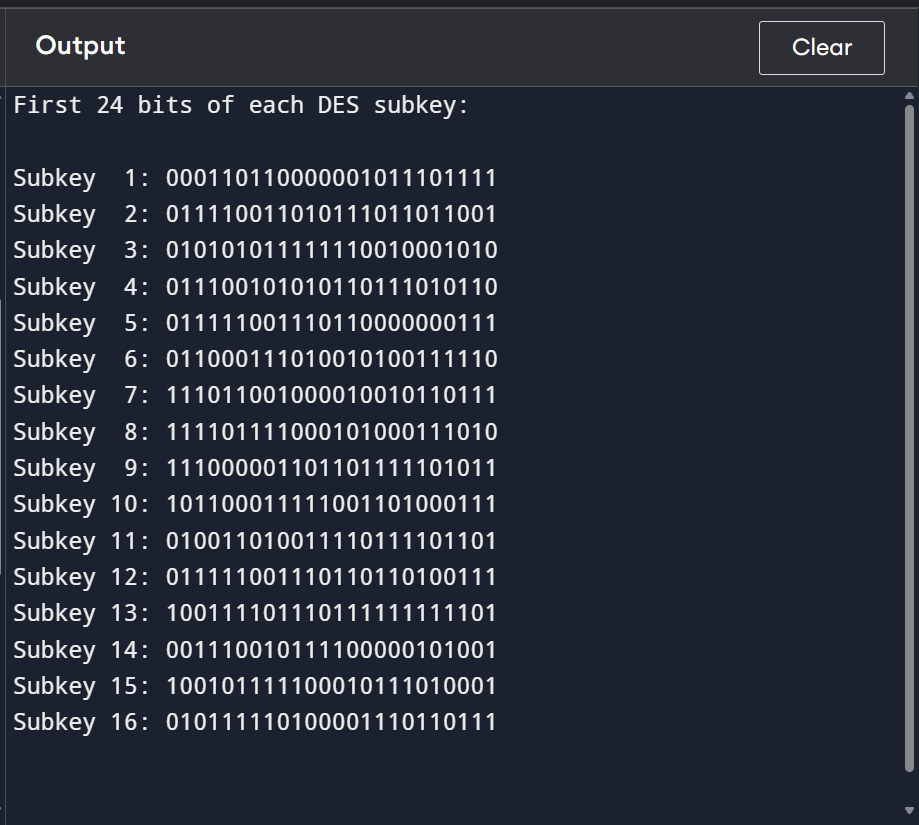 Output
Clear
First 24 bits of each DES subkey:
Subkey  1: 000110110000001011101111
Subkey  2: 011110011010111011011001
Subkey  3: 010101011111110010001010
Subkey  4: 011100101010110111010110
Subkey  5: 011111001110110000000111
Subkey  6: 011000111010010100111110
Subkey  7: 111011001000010010110111
Subkey  8: 111101111000101000111010
Subkey  9: 111000001101101111101011
Subkey 10: 101100011111001101000111
Subkey 11: 010011010011110111101101
Subkey 12: 011111001110110110100111
Subkey 13: 100111101110111111111101
Subkey 14: 001110010111100000101001
Subkey 15: 100101111100010111010001
Subkey 16: 010111110100001110110111